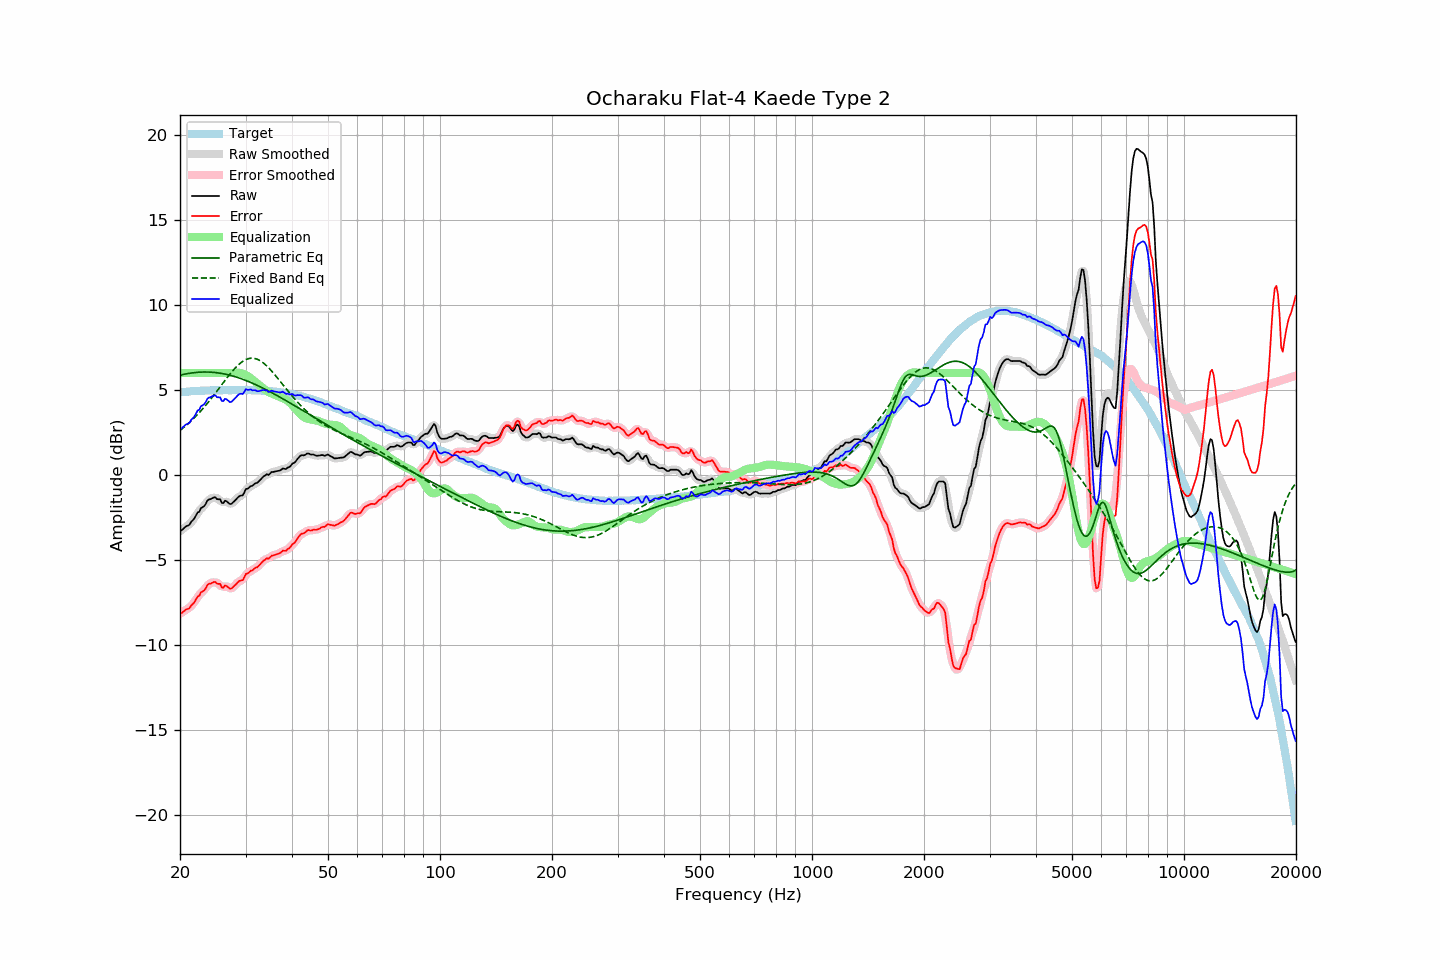 Ocharaku Flat-4 Kaede Type 2
Target
Raw Smoothed
Error Smoothed
Raw
Error
Equalization
Parametric Eq
Fixed Band Eq
Equalized
20
15
10
5
0
−5
−10
−15
−20
Amplitude (dBr)
20 50 100 200 500 1000 2000 5000 10000 20000
Frequency (Hz)